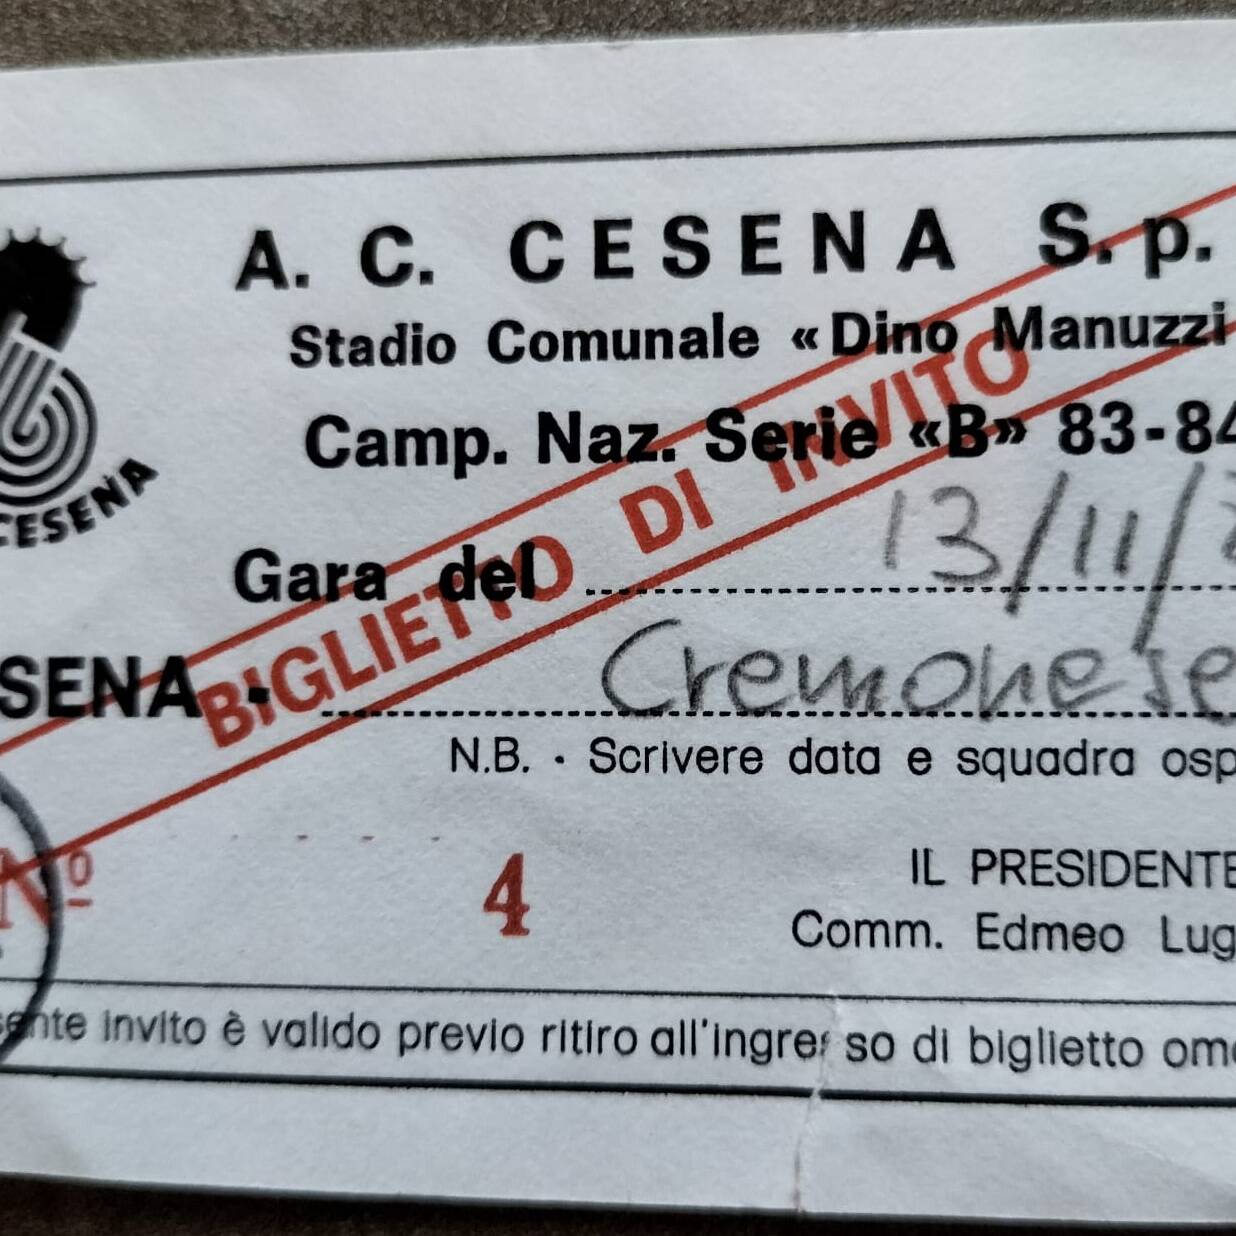 A. C. CESENA S. p.
Stadio Comunale «Dino Manuzzi
Camp. Naz. Serie «B» 83-84
BIGLIETTO DI INVITO
CESENA
Gara del 13/11/
SENA - Cremonese
N.B. - Scrivere data e squadra osp
Nº 4
IL PRESIDENTE
Comm. Edmeo Lug
sente invito è valido previo ritiro all'ingresso di biglietto om